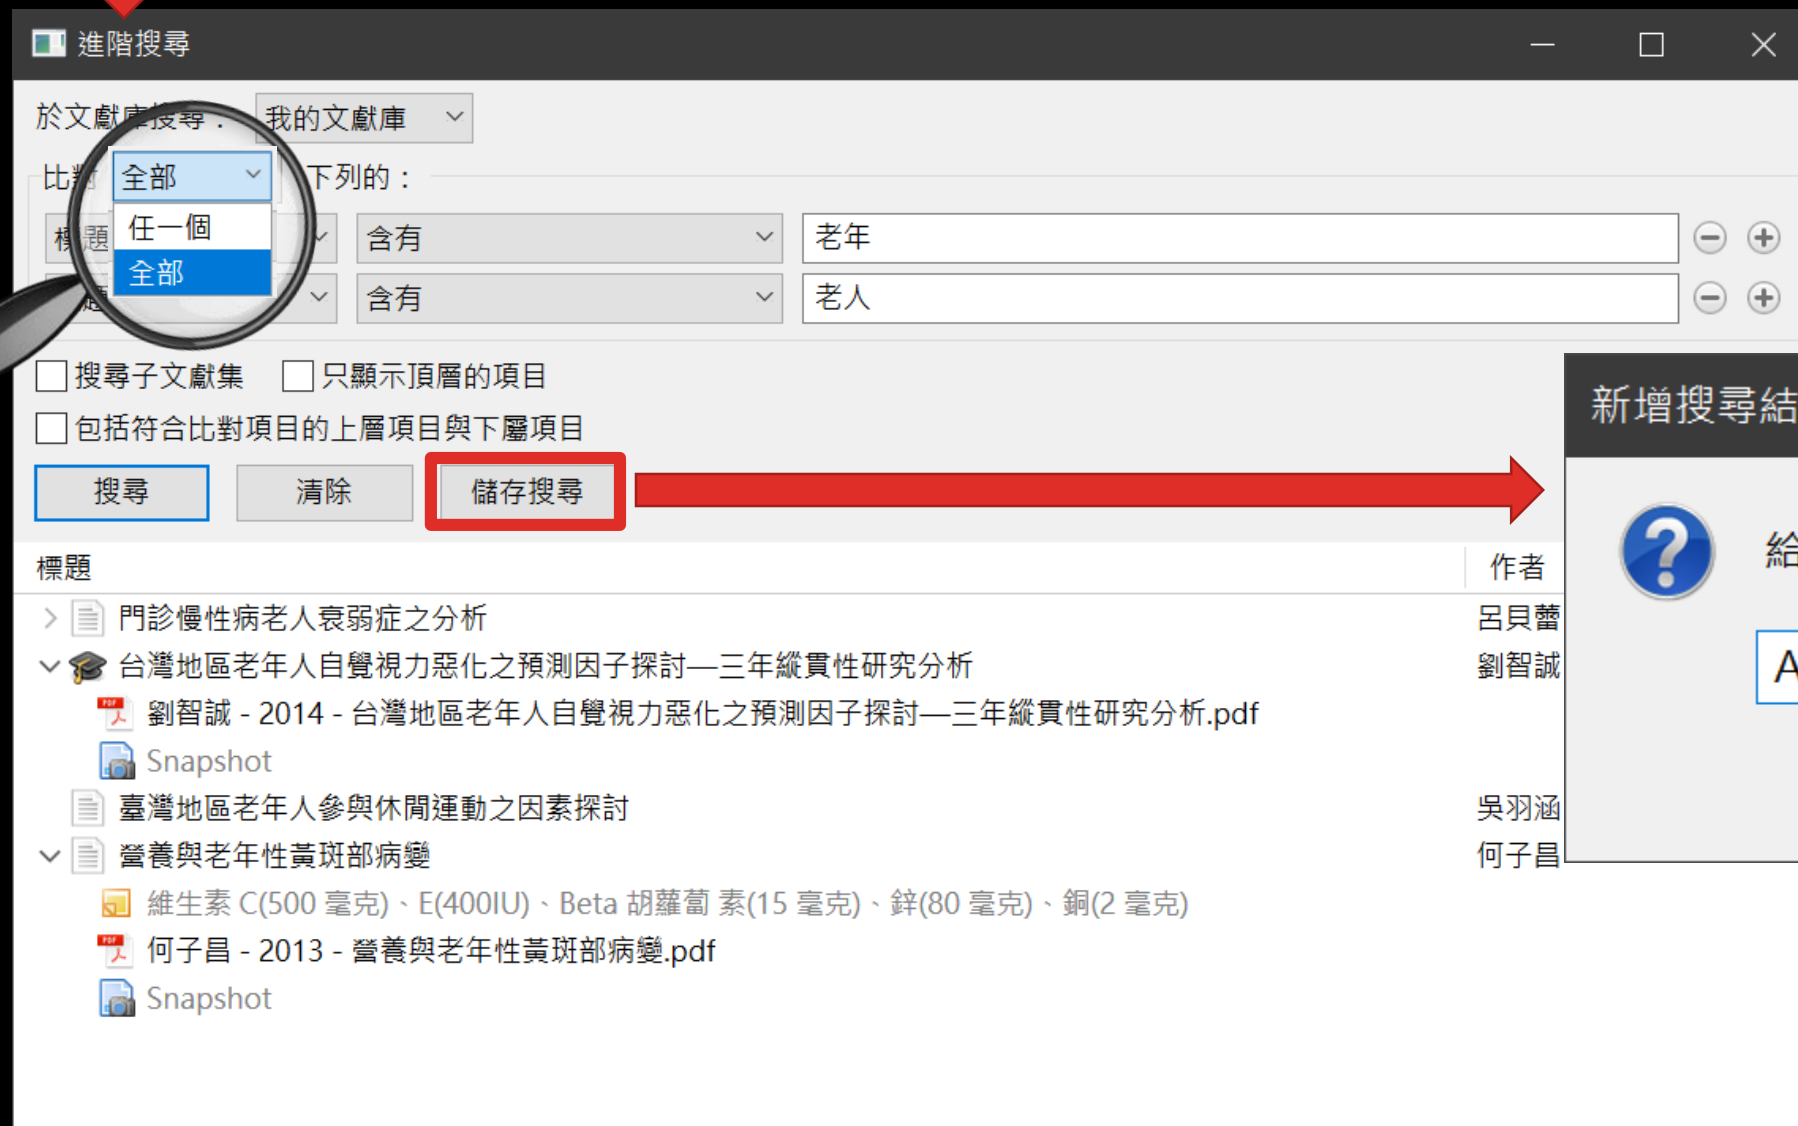 進階搜尋
於文獻庫搜尋： 我的文獻庫
比對 全部 下列的：
任一個
全部
標題 含有 老年
題 含有 老人
搜尋子文獻集 只顯示頂層的項目
包括符合比對項目的上層項目與下屬項目
搜尋 清除 儲存搜尋
新增搜尋結
給
A
標題 作者
門診慢性病老人衰弱症之分析 呂貝蕾
台灣地區老年人自覺視力惡化之預測因子探討—三年縱貫性研究分析 劉智誠
劉智誠 - 2014 - 台灣地區老年人自覺視力惡化之預測因子探討—三年縱貫性研究分析.pdf
Snapshot
臺灣地區老年人參與休閒運動之因素探討 吳羽涵
營養與老年性黃斑部病變 何子昌
維生素 C(500 毫克)、E(400IU)、Beta 胡蘿蔔 素(15 毫克)、鋅(80 毫克)、銅(2 毫克)
何子昌 - 2013 - 營養與老年性黃斑部病變.pdf
Snapshot